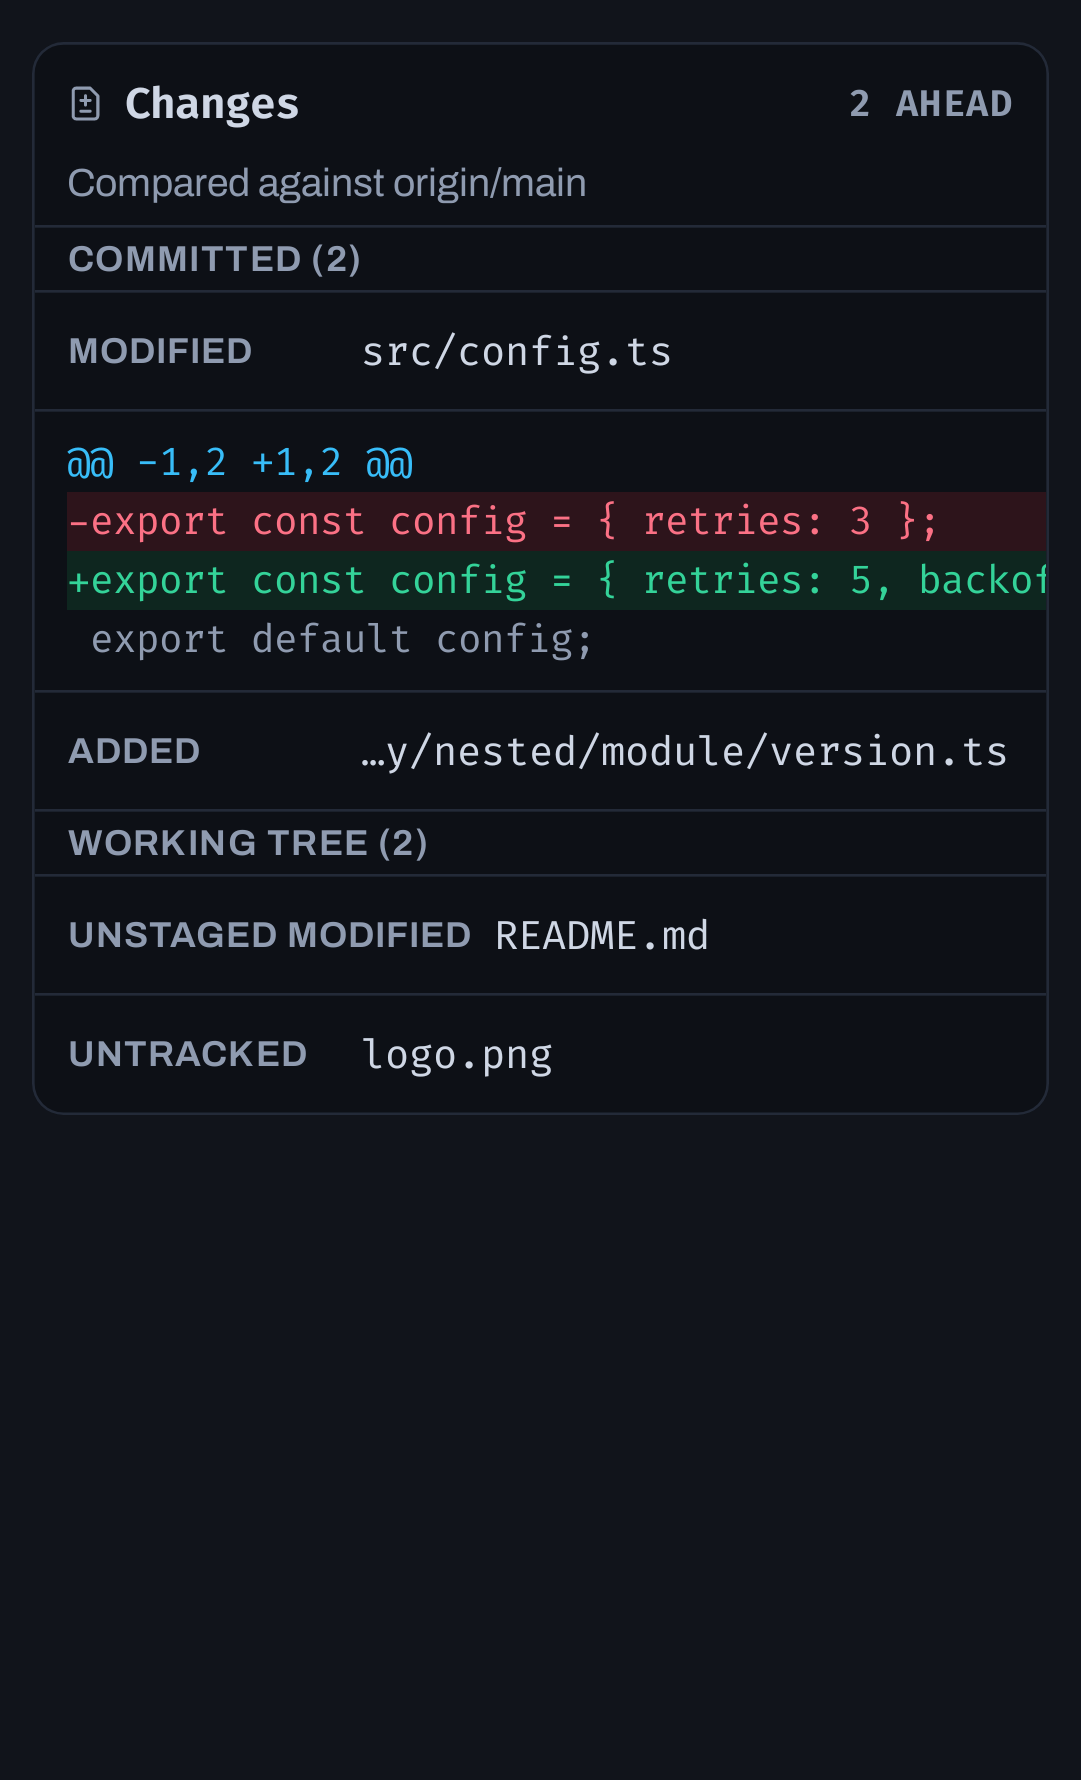 Changes
2 AHEAD
Compared against origin/main
COMMITTED (2)
MODIFIED src/config.ts
@@ -1,2 +1,2 @@
-export const config = { retries: 3 };
+export const config = { retries: 5, backof
 export default config;
ADDED …y/nested/module/version.ts
WORKING TREE (2)
UNSTAGED MODIFIED README.md
UNTRACKED logo.png